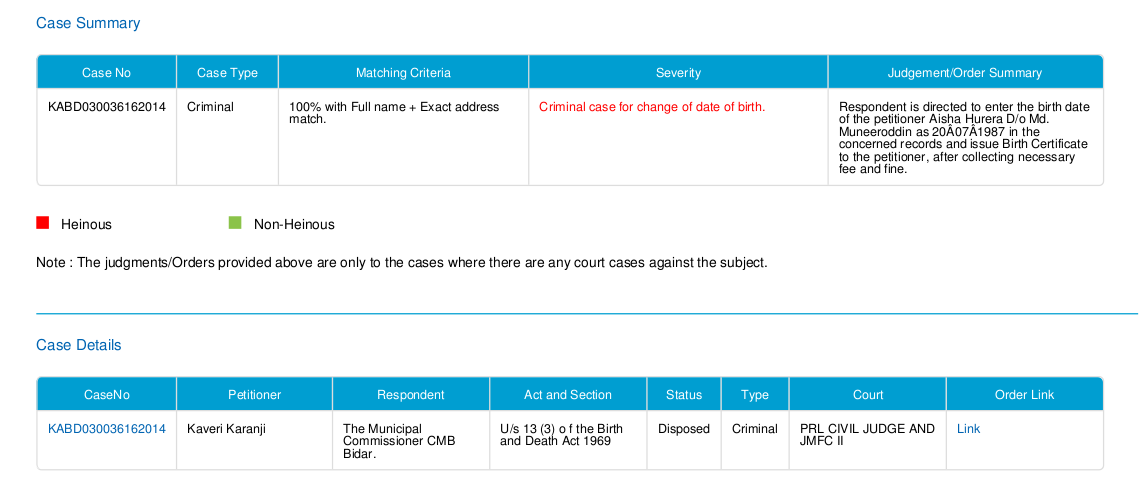 Case Summary
Case No Case Type Matching Criteria Severity Judgement/Order Summary
KABD030036162014 Criminal 100% with Full name + Exact address match. Criminal case for change of date of birth. Respondent is directed to enter the birth date
of the petitioner Aisha Hurera D/o Md.
Muneeroddin as 20Â07Â1987 in the
concerned records and issue Birth Certificate
to the petitioner, after collecting necessary
fee and fine.
Heinous Non-Heinous
Note : The judgments/Orders provided above are only to the cases where there are any court cases against the subject.
Case Details
CaseNo Petitioner Respondent Act and Section Status Type Court Order Link
KABD030036162014 Kaveri Karanji The Municipal
Commissioner CMB
Bidar. U/s 13 (3) o f the Birth
and Death Act 1969 Disposed Criminal PRL CIVIL JUDGE AND
JMFC II Link